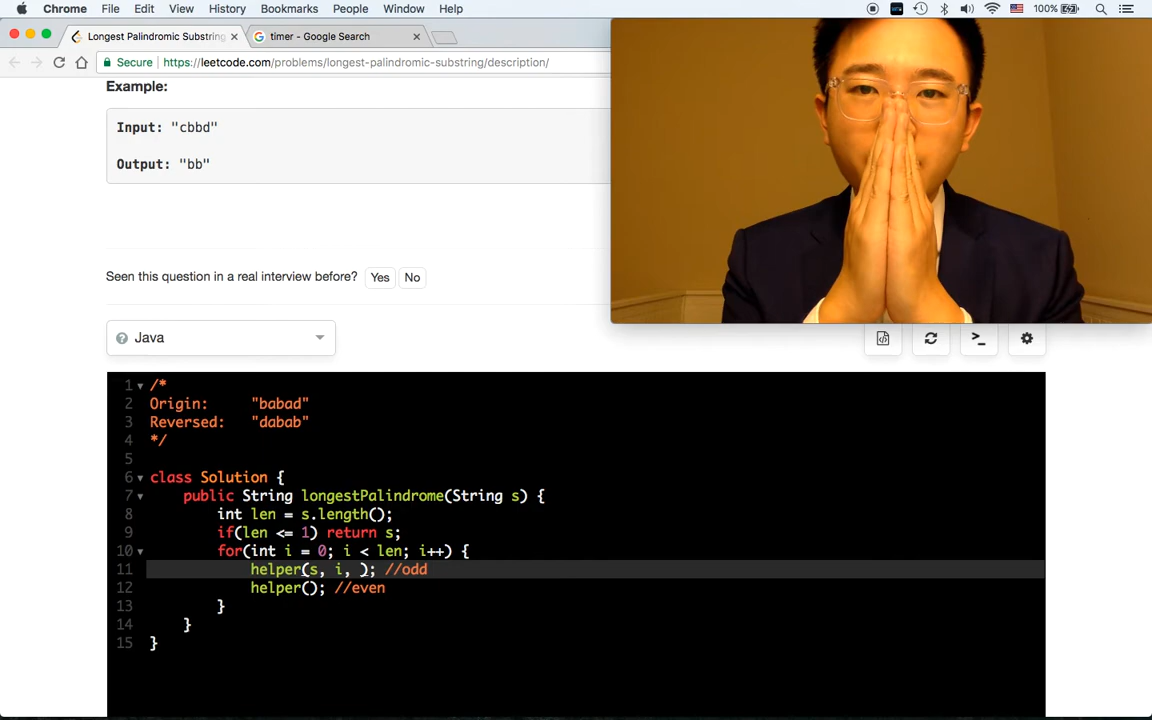 Chrome File Edit View History Bookmarks People Window Help 100%
Longest Palindromic Substring timer - Google Search
Secure https://leetcode.com/problems/longest-palindromic-substring/description/
Example:
Input: "cbbd"
Output: "bb"
Seen this question in a real interview before? Yes No
Java
1 /*
2 Origin: "babad"
3 Reversed: "dabab"
4 */
5
6 class Solution {
7 public String longestPalindrome(String s) {
8 int len = s.length();
9 if(len <= 1) return s;
10 for(int i = 0; i < len; i++) {
11 helper(s, i, ); //odd
12 helper(); //even
13 }
14 }
15 }